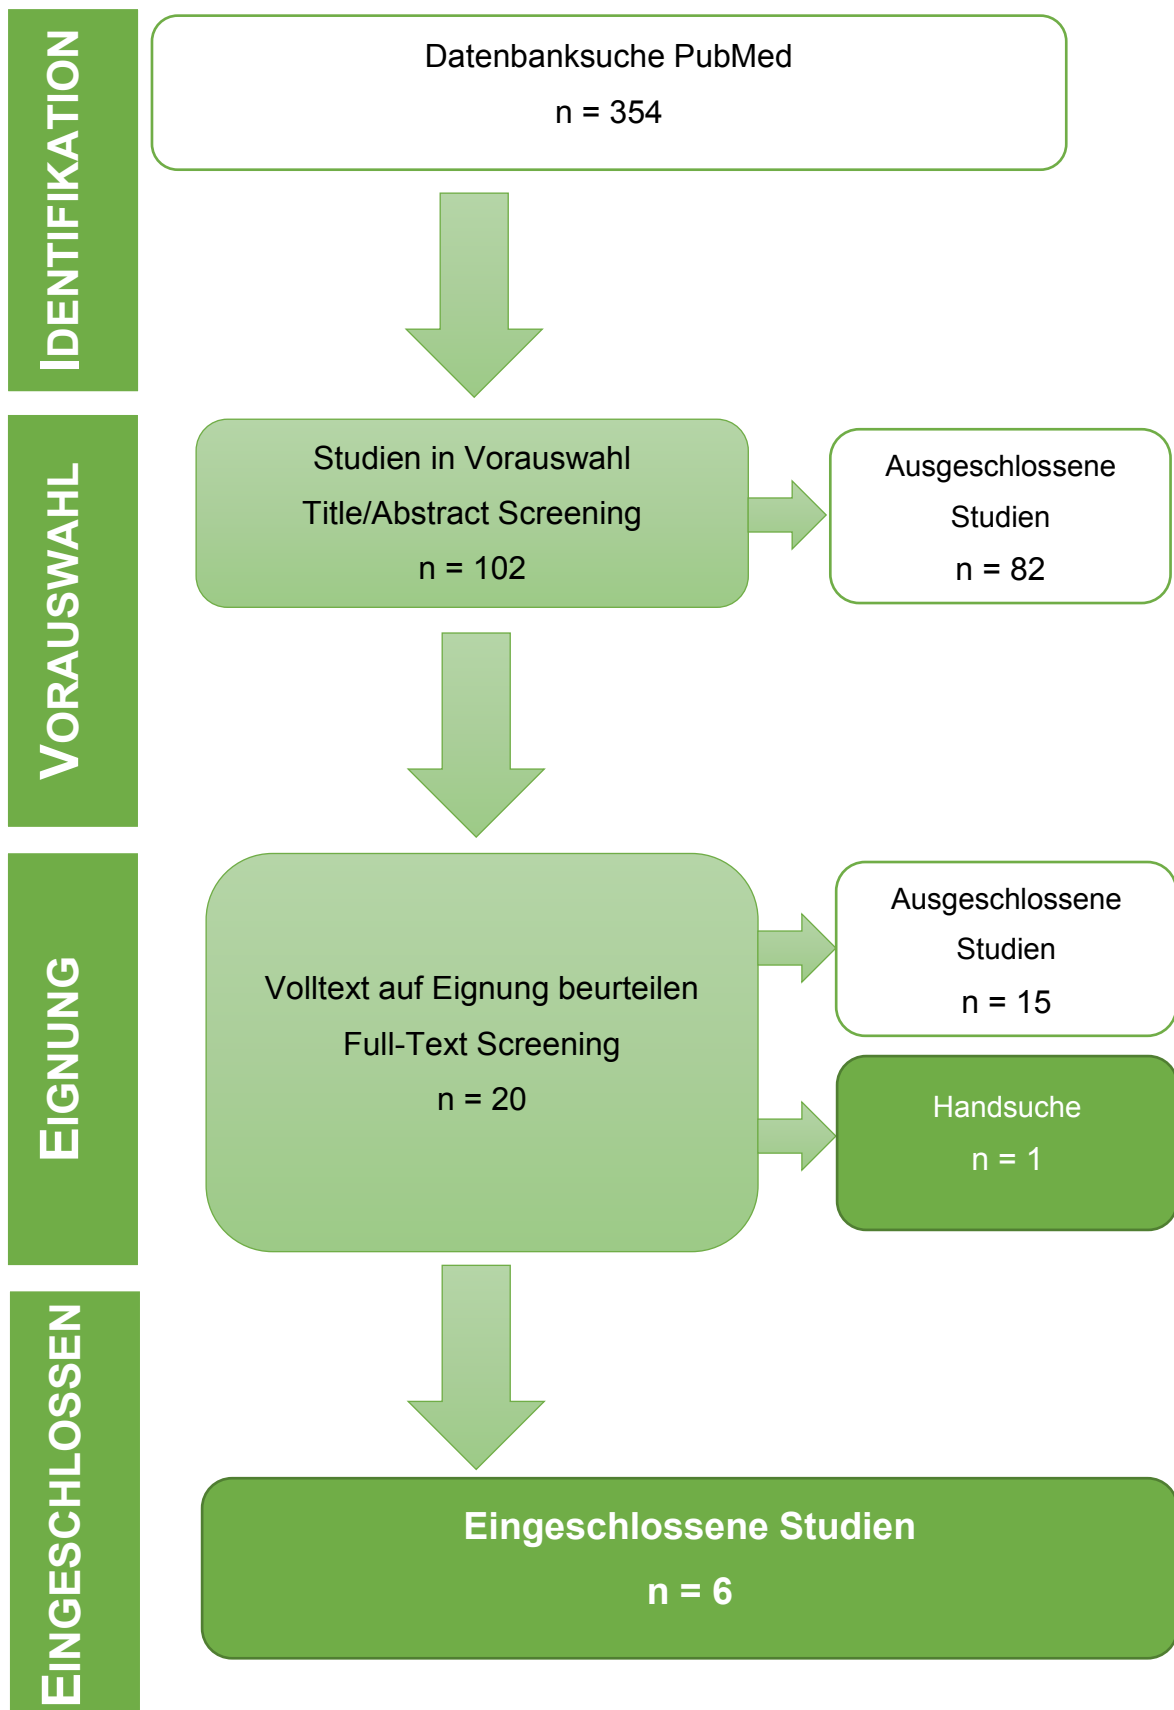 IDENTIFIKATION
Datenbanksuche PubMed
n = 354
VORAUSWAHL
Studien in Vorauswahl
Title/Abstract Screening
n = 102
Ausgeschlossene
Studien
n = 82
EIGNUNG
Volltext auf Eignung beurteilen
Full-Text Screening
n = 20
Ausgeschlossene
Studien
n = 15
Handsuche
n = 1
EINGESCHLOSSEN
Eingeschlossene Studien
n = 6